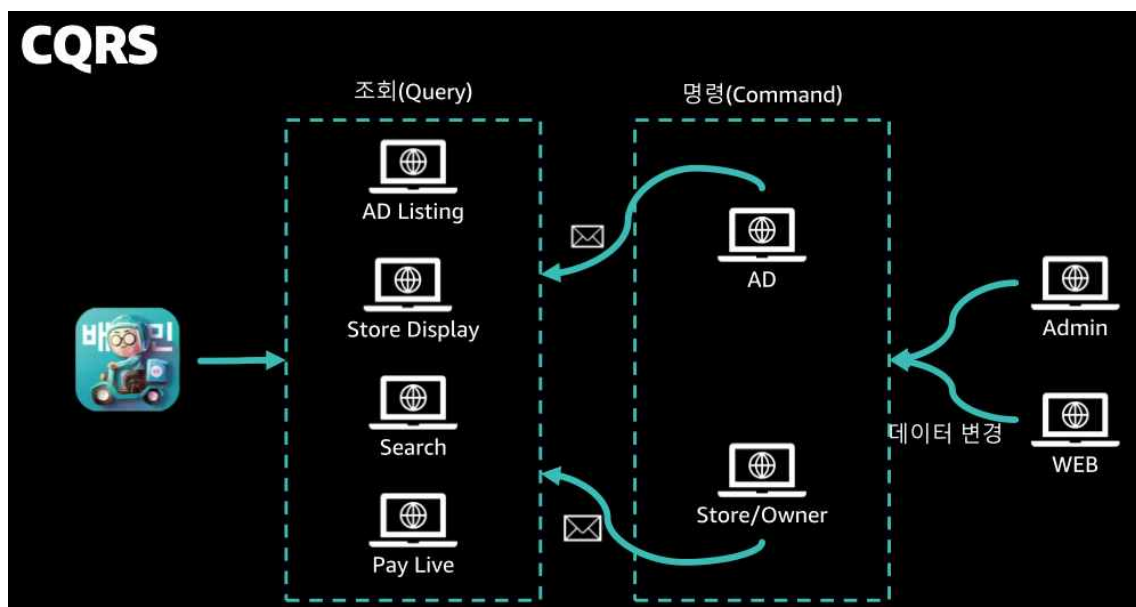 CQRS
조회(Query)
명령(Command)
AD Listing
Store Display
Search
Pay Live
AD
Store/Owner
Admin
데이터 변경
WEB